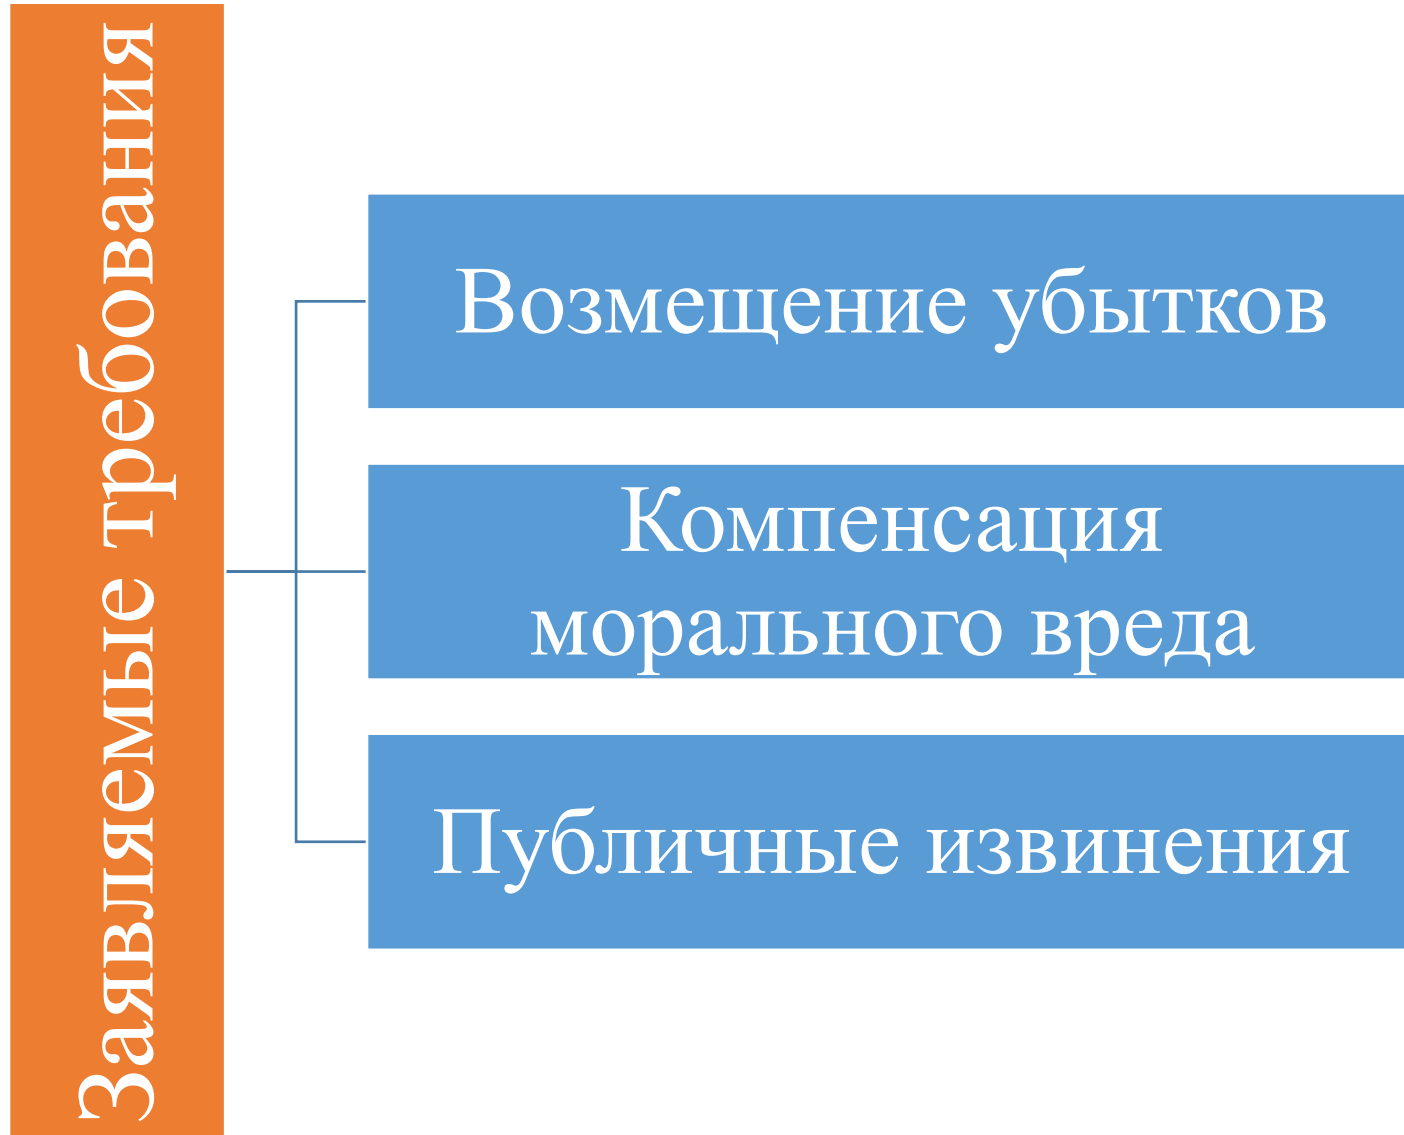 Заявляемые требования
Возмещение убытков
Компенсация
морального вреда
Публичные извинения